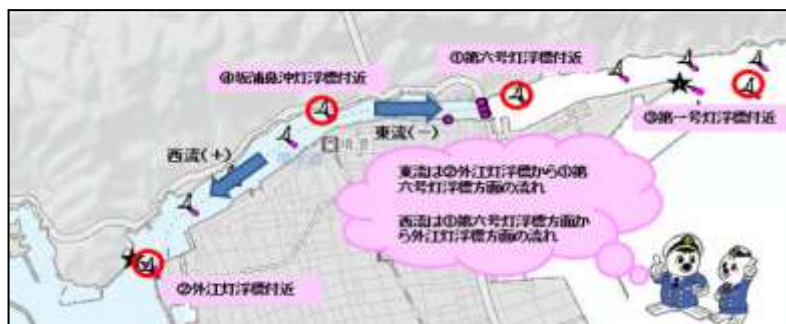 ①第六号灯浮標付近
④坂浦鼻沖灯浮標付近
③第一号灯浮標付近
東流(－)
西流(＋)
東流は②外江灯浮標から①第
六号灯浮標方面の流れ
西流は①第六号灯浮標方面か
ら外江灯浮標方面の流れ
②外江灯浮標付近